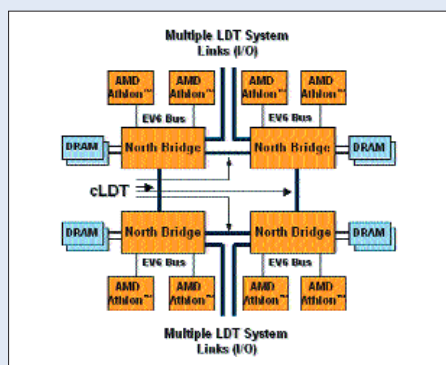 Multiple LDT System
Links (I/O)
AMD Athlon™ AMD Athlon™ AMD Athlon™ AMD Athlon™
EV6 Bus EV6 Bus
DRAM North Bridge North Bridge DRAM
cLDT
DRAM North Bridge North Bridge DRAM
EV6 Bus EV6 Bus
AMD Athlon™ AMD Athlon™ AMD Athlon™ AMD Athlon™
Multiple LDT System
Links (I/O)